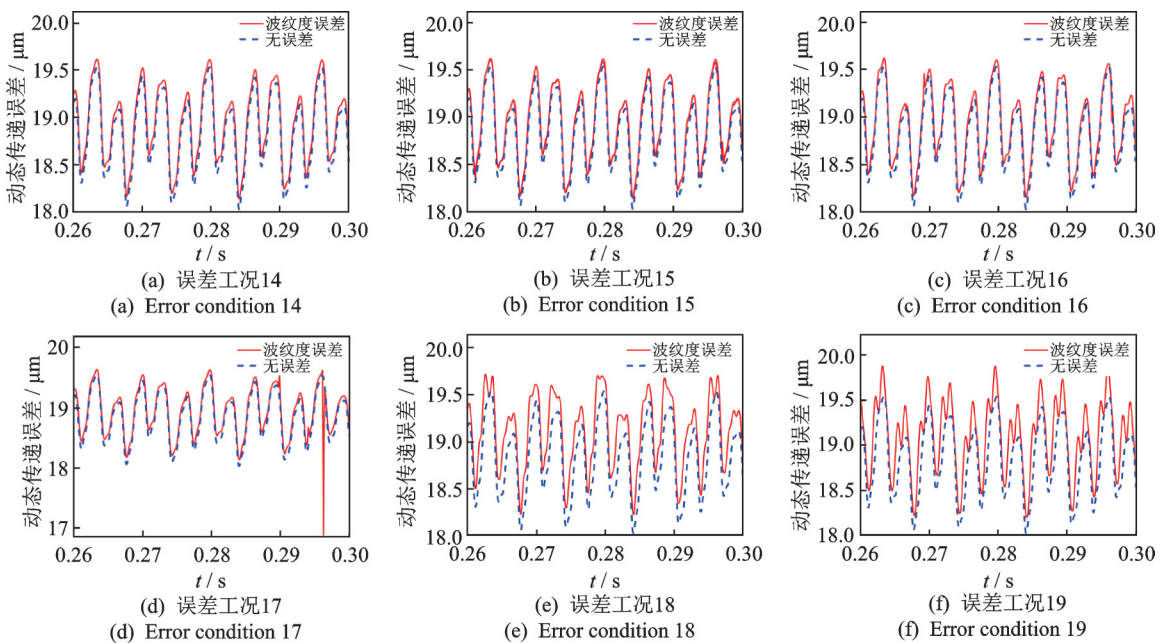 动态传递误差 / μm
20.0
19.5
19.0
18.5
18.0
波纹度误差
无误差
0.26 0.27 0.28 0.29 0.30
t / s
(a) 误差工况14
(a) Error condition 14
动态传递误差 / μm
20.0
19.5
19.0
18.5
18.0
波纹度误差
无误差
0.26 0.27 0.28 0.29 0.30
t / s
(b) 误差工况15
(b) Error condition 15
动态传递误差 / μm
20.0
19.5
19.0
18.5
18.0
波纹度误差
无误差
0.26 0.27 0.28 0.29 0.30
t / s
(c) 误差工况16
(c) Error condition 16
动态传递误差 / μm
20
19
18
17
波纹度误差
无误差
0.26 0.27 0.28 0.29 0.30
t / s
(d) 误差工况17
(d) Error condition 17
动态传递误差 / μm
20.0
19.5
19.0
18.5
18.0
波纹度误差
无误差
0.26 0.27 0.28 0.29 0.30
t / s
(e) 误差工况18
(e) Error condition 18
动态传递误差 / μm
20.0
19.5
19.0
18.5
18.0
波纹度误差
无误差
0.26 0.27 0.28 0.29 0.30
t / s
(f) 误差工况19
(f) Error condition 19